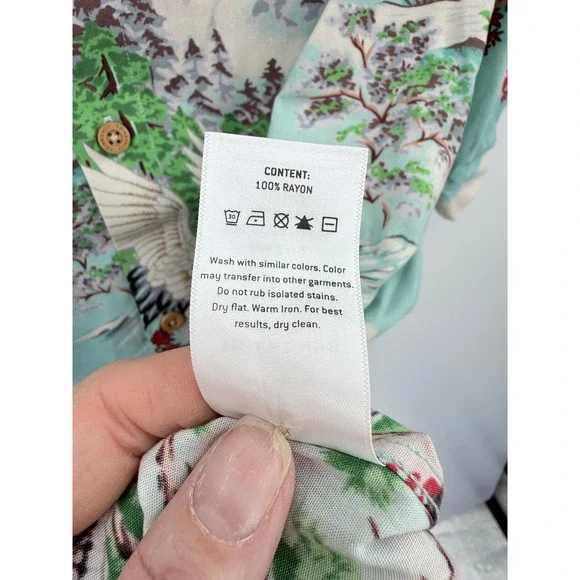 CONTENT:
100% RAYON
30
Wash with similar colors. Color
may transfer into other garments.
Do not rub isolated stains.
Dry flat. Warm Iron. For best
results, dry clean.